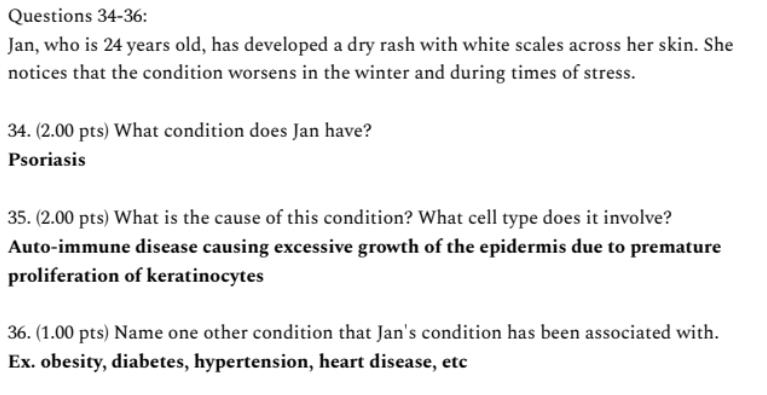 Questions 34-36:
Jan, who is 24 years old, has developed a dry rash with white scales across her skin. She
notices that the condition worsens in the winter and during times of stress.
34. (2.00 pts) What condition does Jan have?
Psoriasis
35. (2.00 pts) What is the cause of this condition? What cell type does it involve?
Auto-immune disease causing excessive growth of the epidermis due to premature
proliferation of keratinocytes
36. (1.00 pts) Name one other condition that Jan's condition has been associated with.
Ex. obesity, diabetes, hypertension, heart disease, etc